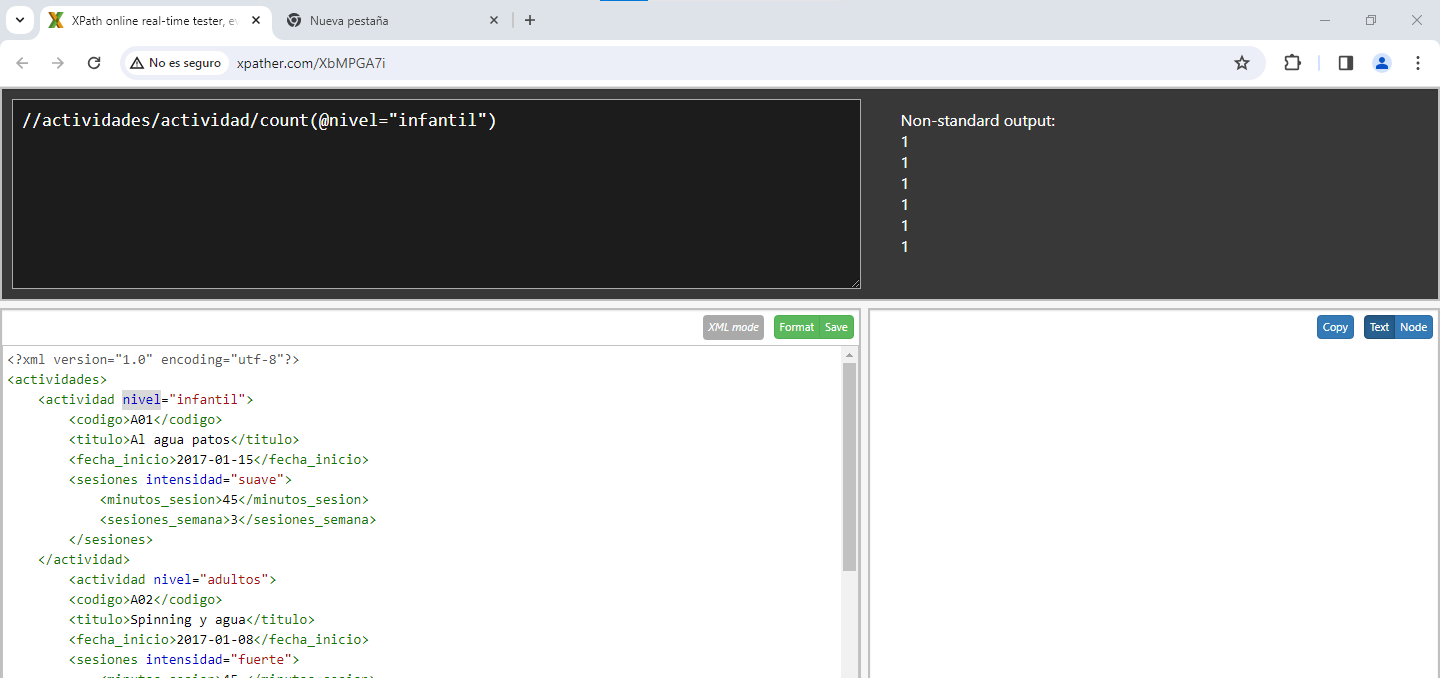 XPath online real-time tester, ev
Nueva pestaña
No es seguro
xpather.com/XbMPGA7i
//actividades/actividad/count(@nivel="infantil")
Non-standard output:
1
1
1
1
1
1
XML mode
Format
Save
Copy
Text
Node
<?xml version="1.0" encoding="utf-8"?>
<actividades>
<actividad nivel="infantil">
<codigo>A01</codigo>
<titulo>Al agua patos</titulo>
<fecha_inicio>2017-01-15</fecha_inicio>
<sesiones intensidad="suave">
<minutos_sesion>45</minutos_sesion>
<sesiones_semana>3</sesiones_semana>
</sesiones>
</actividad>
<actividad nivel="adultos">
<codigo>A02</codigo>
<titulo>Spinning y agua</titulo>
<fecha_inicio>2017-01-08</fecha_inicio>
<sesiones intensidad="fuerte">